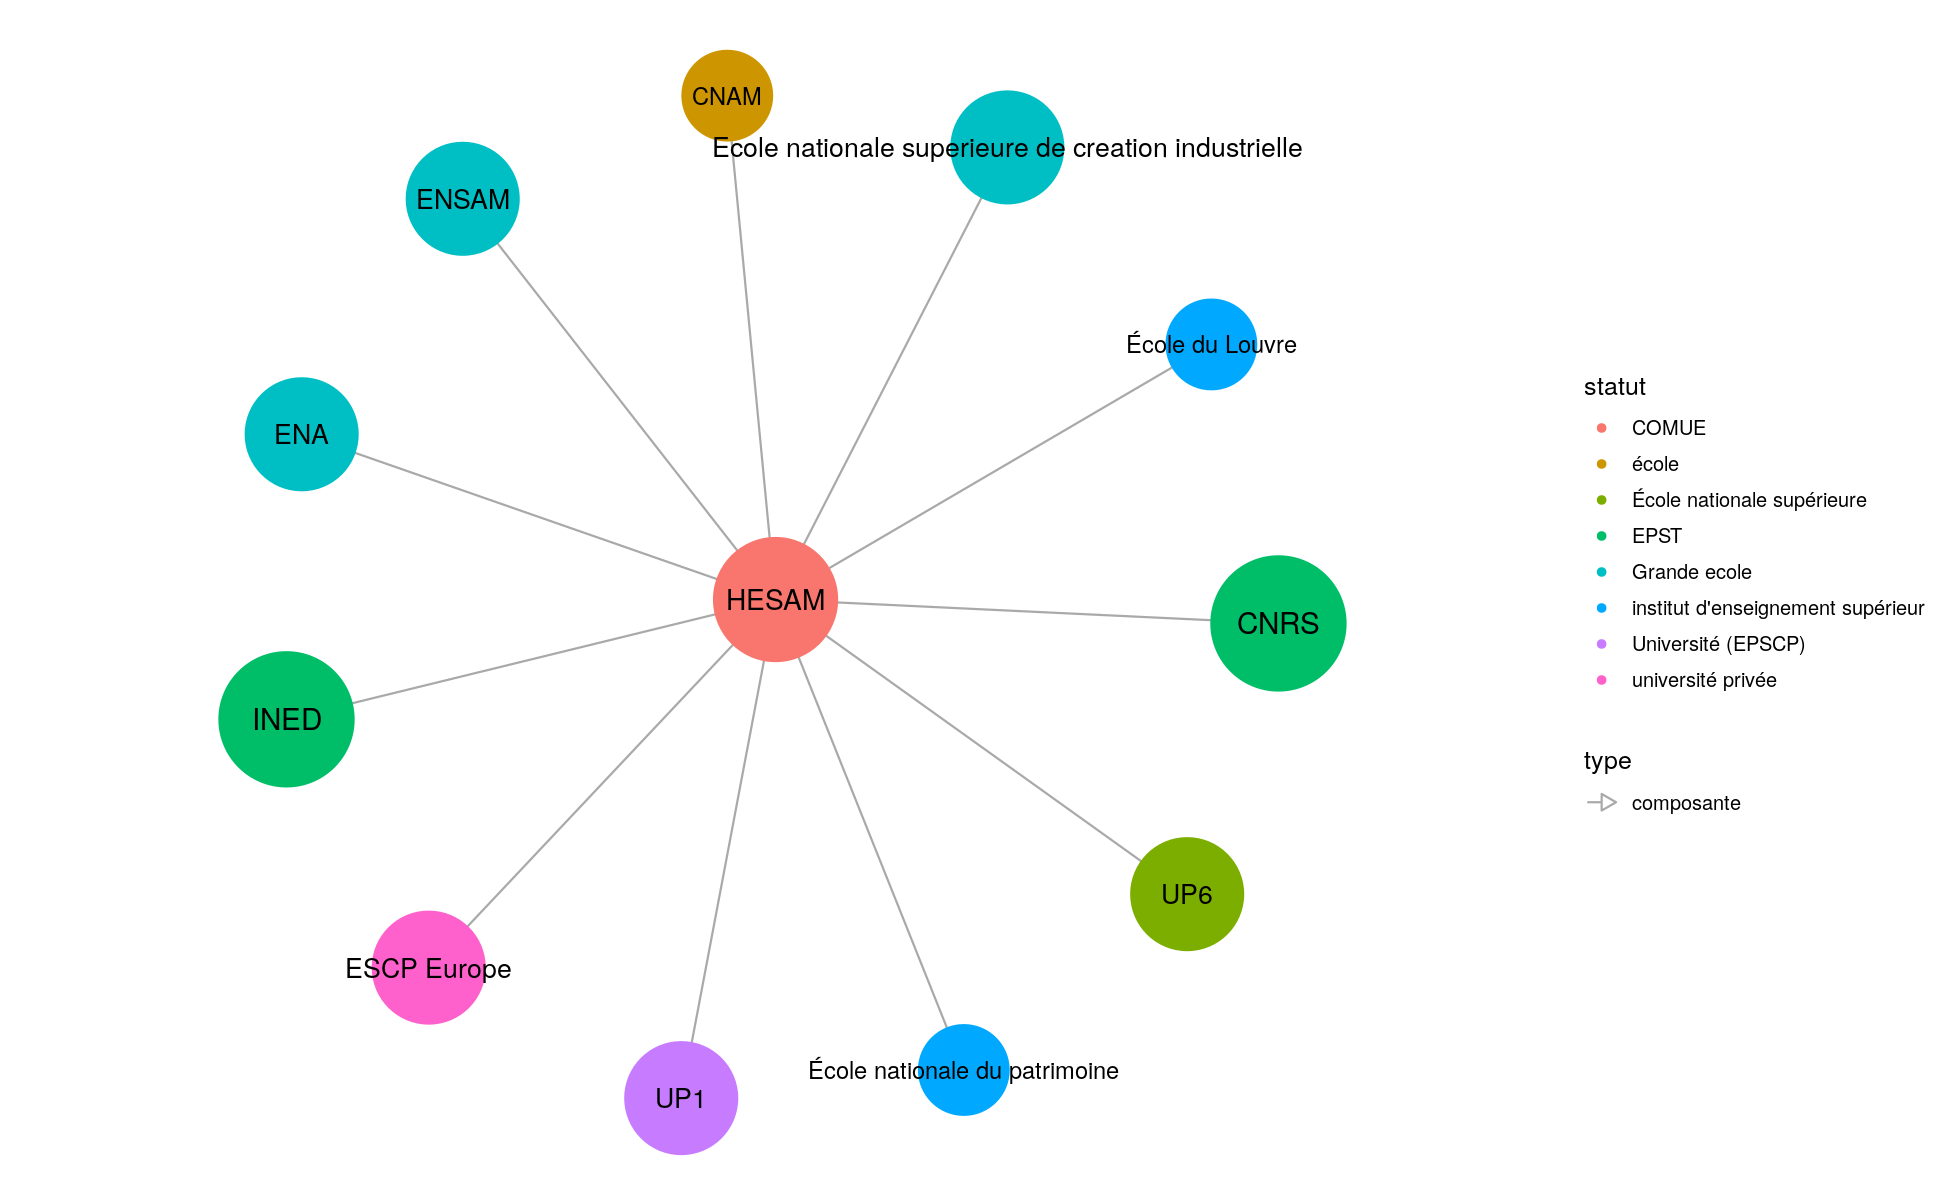 CNAM
Ecole nationale superieure de creation industrielle
ENSAM
École du Louvre
ENA
HESAM
CNRS
INED
UP6
ESCP Europe
École nationale du patrimoine
UP1
statut
COMUE
école
École nationale supérieure
EPST
Grande ecole
institut d'enseignement supérieur
Université (EPSCP)
université privée
type
composante